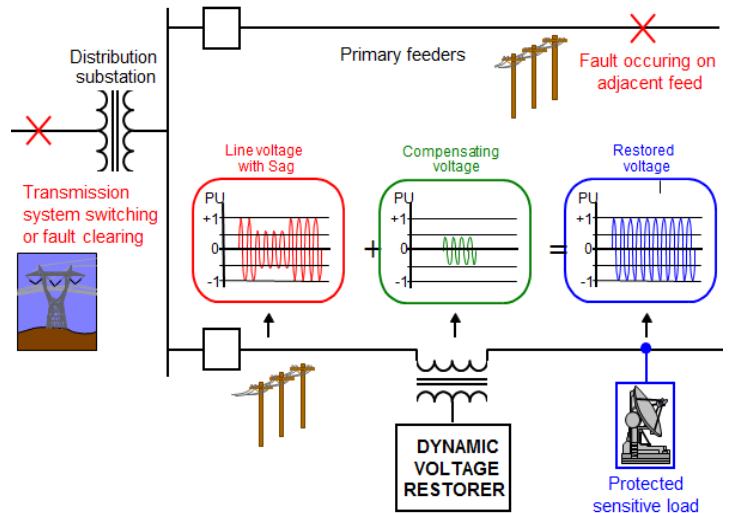 Distribution
substation
Primary feeders
Fault occuring on
adjacent feed
Transmission
system switching
or fault clearing
Line voltage
with Sag
PU
+1
0
-1
+
Compensating
voltage
PU
+1
0
-1
=
Restored
voltage
PU
+1
0
-1
DYNAMIC
VOLTAGE
RESTORER
Protected
sensitive load